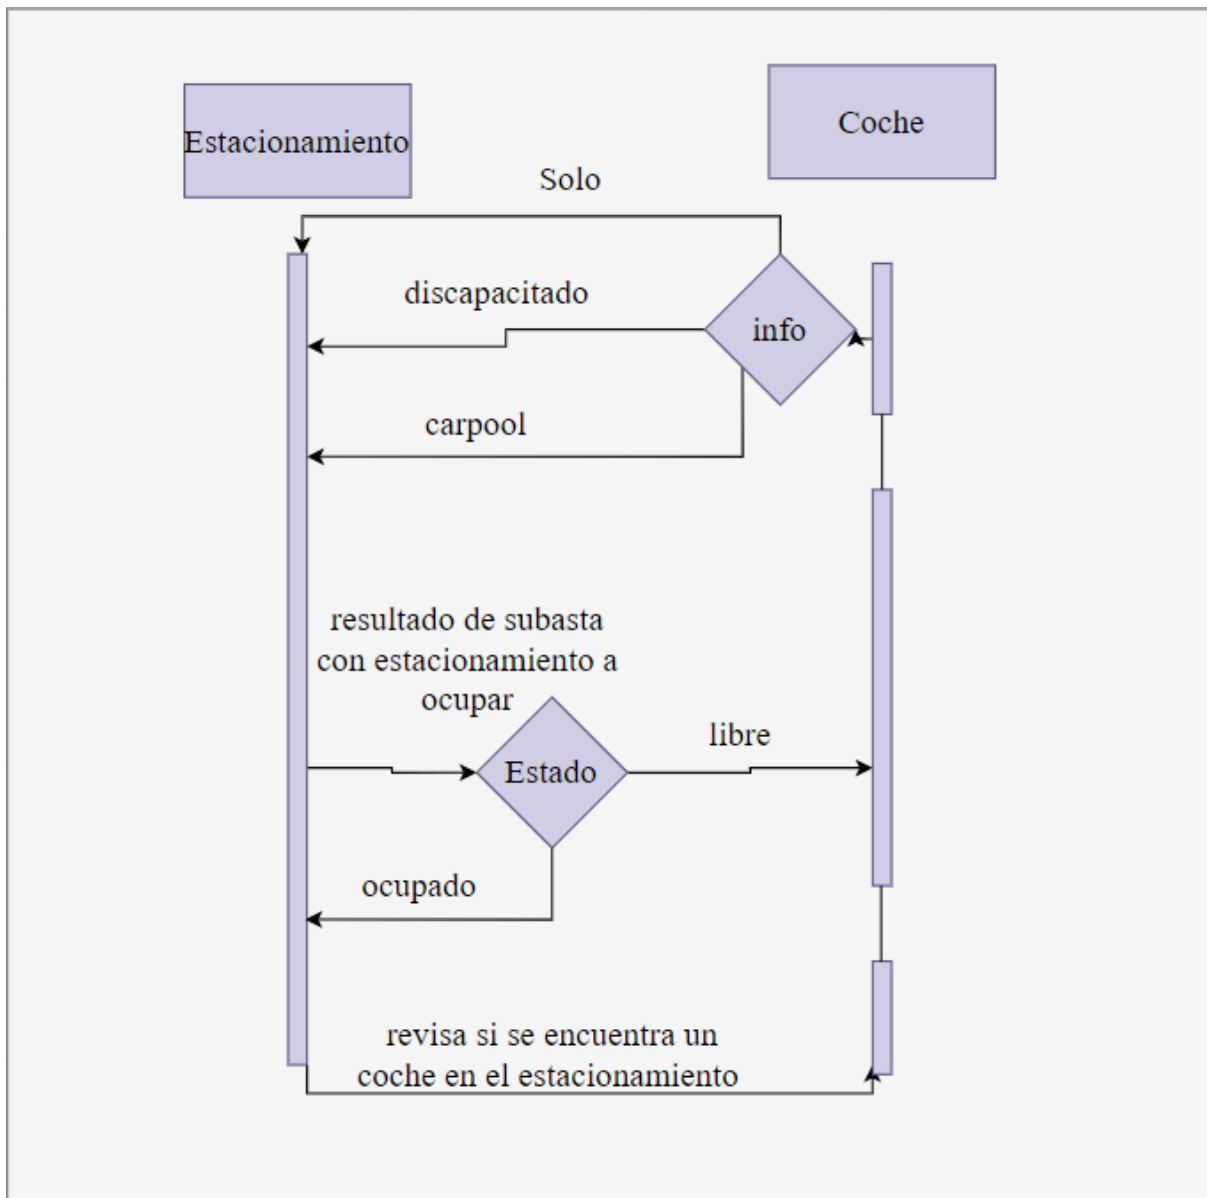 Estacionamiento
Coche
Solo
discapacitado
info
carpool
resultado de subasta
con estacionamiento a
ocupar
libre
Estado
ocupado
revisa si se encuentra un
coche en el estacionamiento